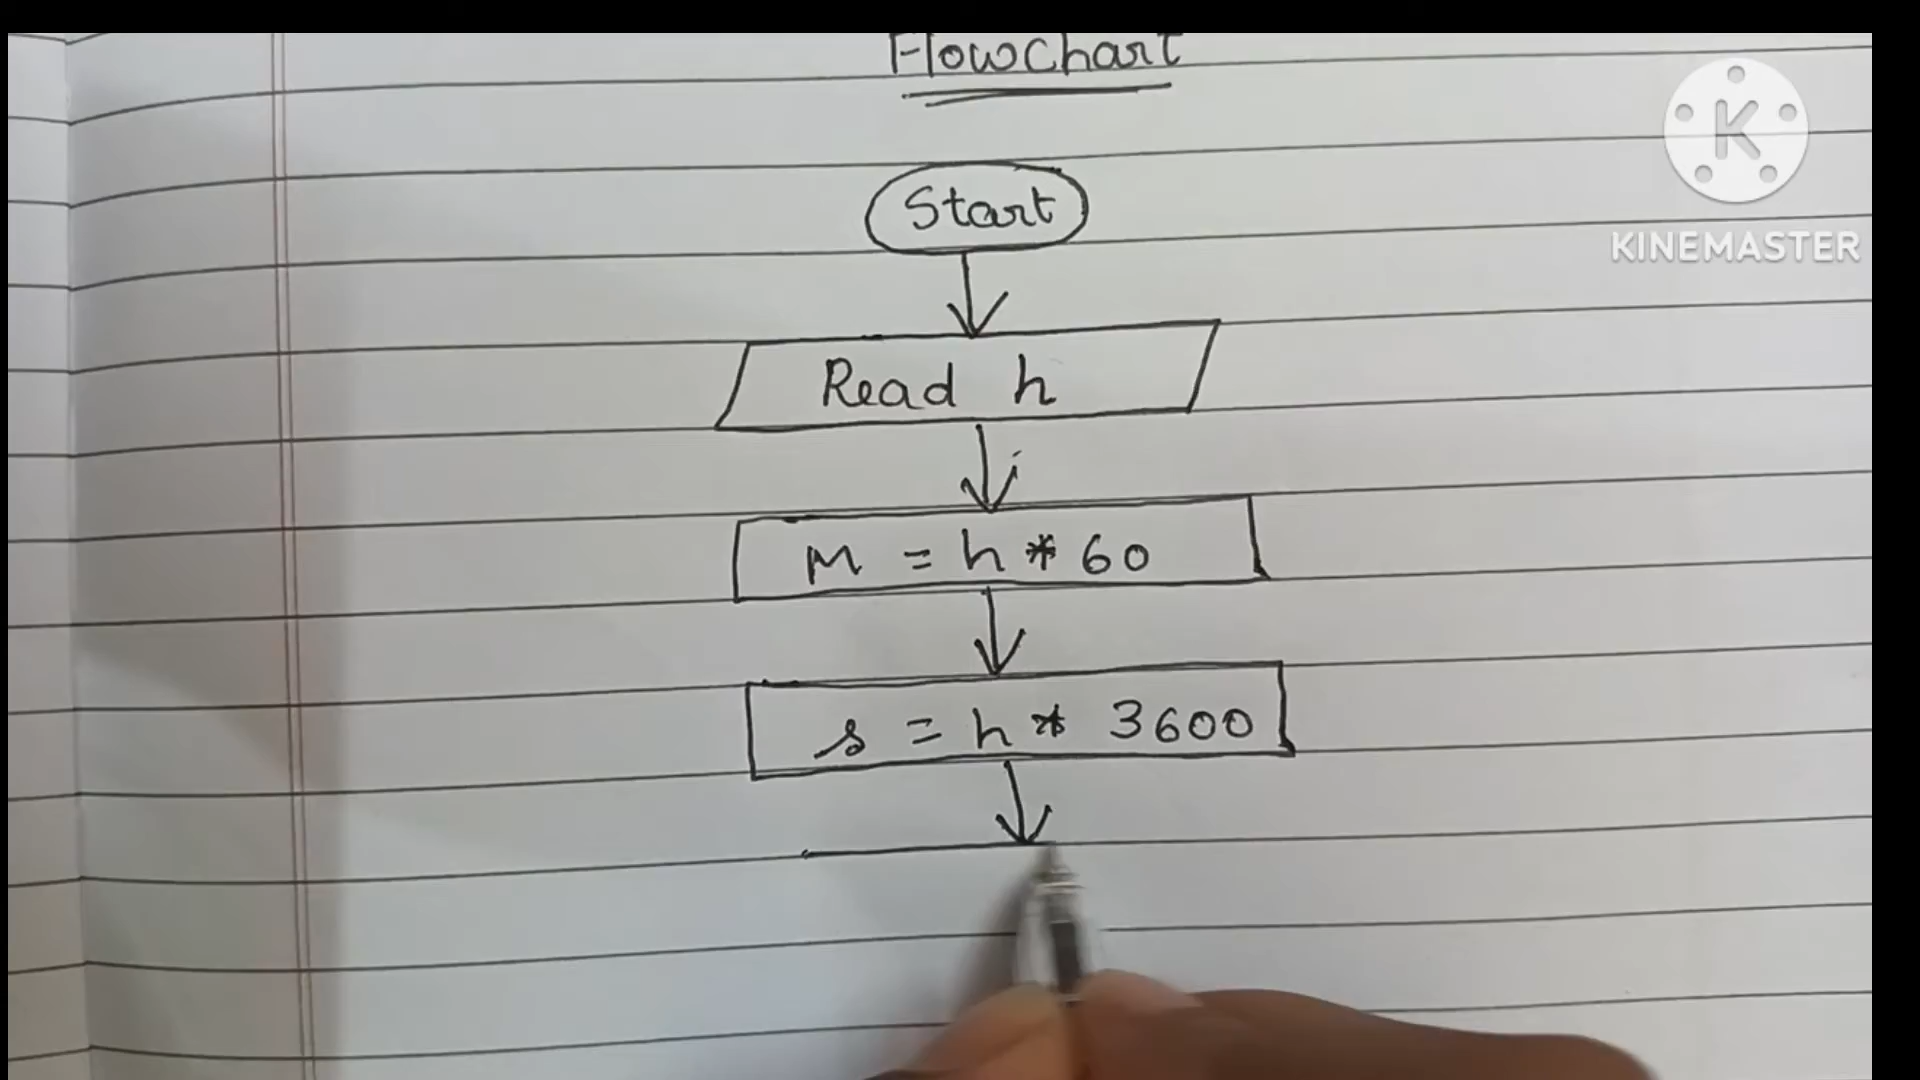 Flowchart
Start
Read h
M = h * 60
s = h * 3600
K
KINEMASTER